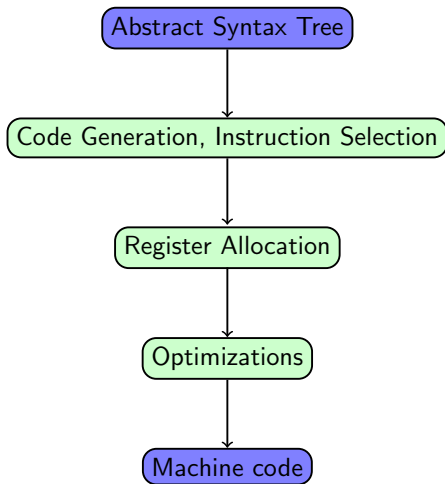 Abstract Syntax Tree
Code Generation, Instruction Selection
Register Allocation
Optimizations
Machine code